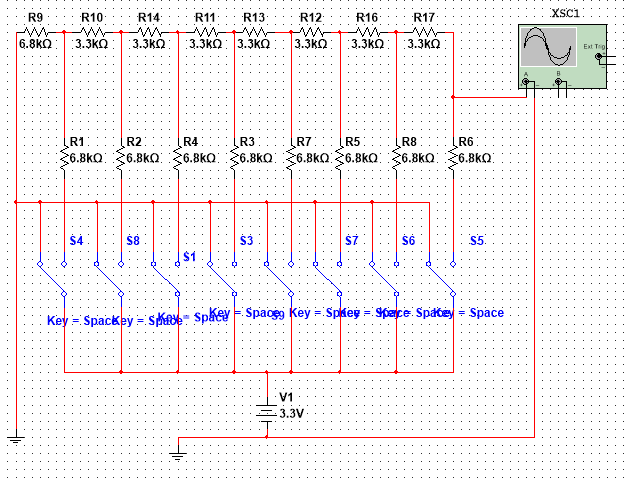 XSC1
R9 R10 R14 R11 R13 R12 R16 R17
6.8kΩ 3.3kΩ 3.3kΩ 3.3kΩ 3.3kΩ 3.3kΩ 3.3kΩ 3.3kΩ
Ext Trig
+
A B
R1 R2 R4 R3 R7 R5 R8 R6
6.8kΩ 6.8kΩ 6.8kΩ 6.8kΩ 6.8kΩ 6.8kΩ 6.8kΩ 6.8kΩ
S4 S8 S1 S3 S7 S6 S5
Key = Space Key = Space Key = Space Key = Space S9 Key = Space Key = Space Key = Space Key = Space
V1
3.3V